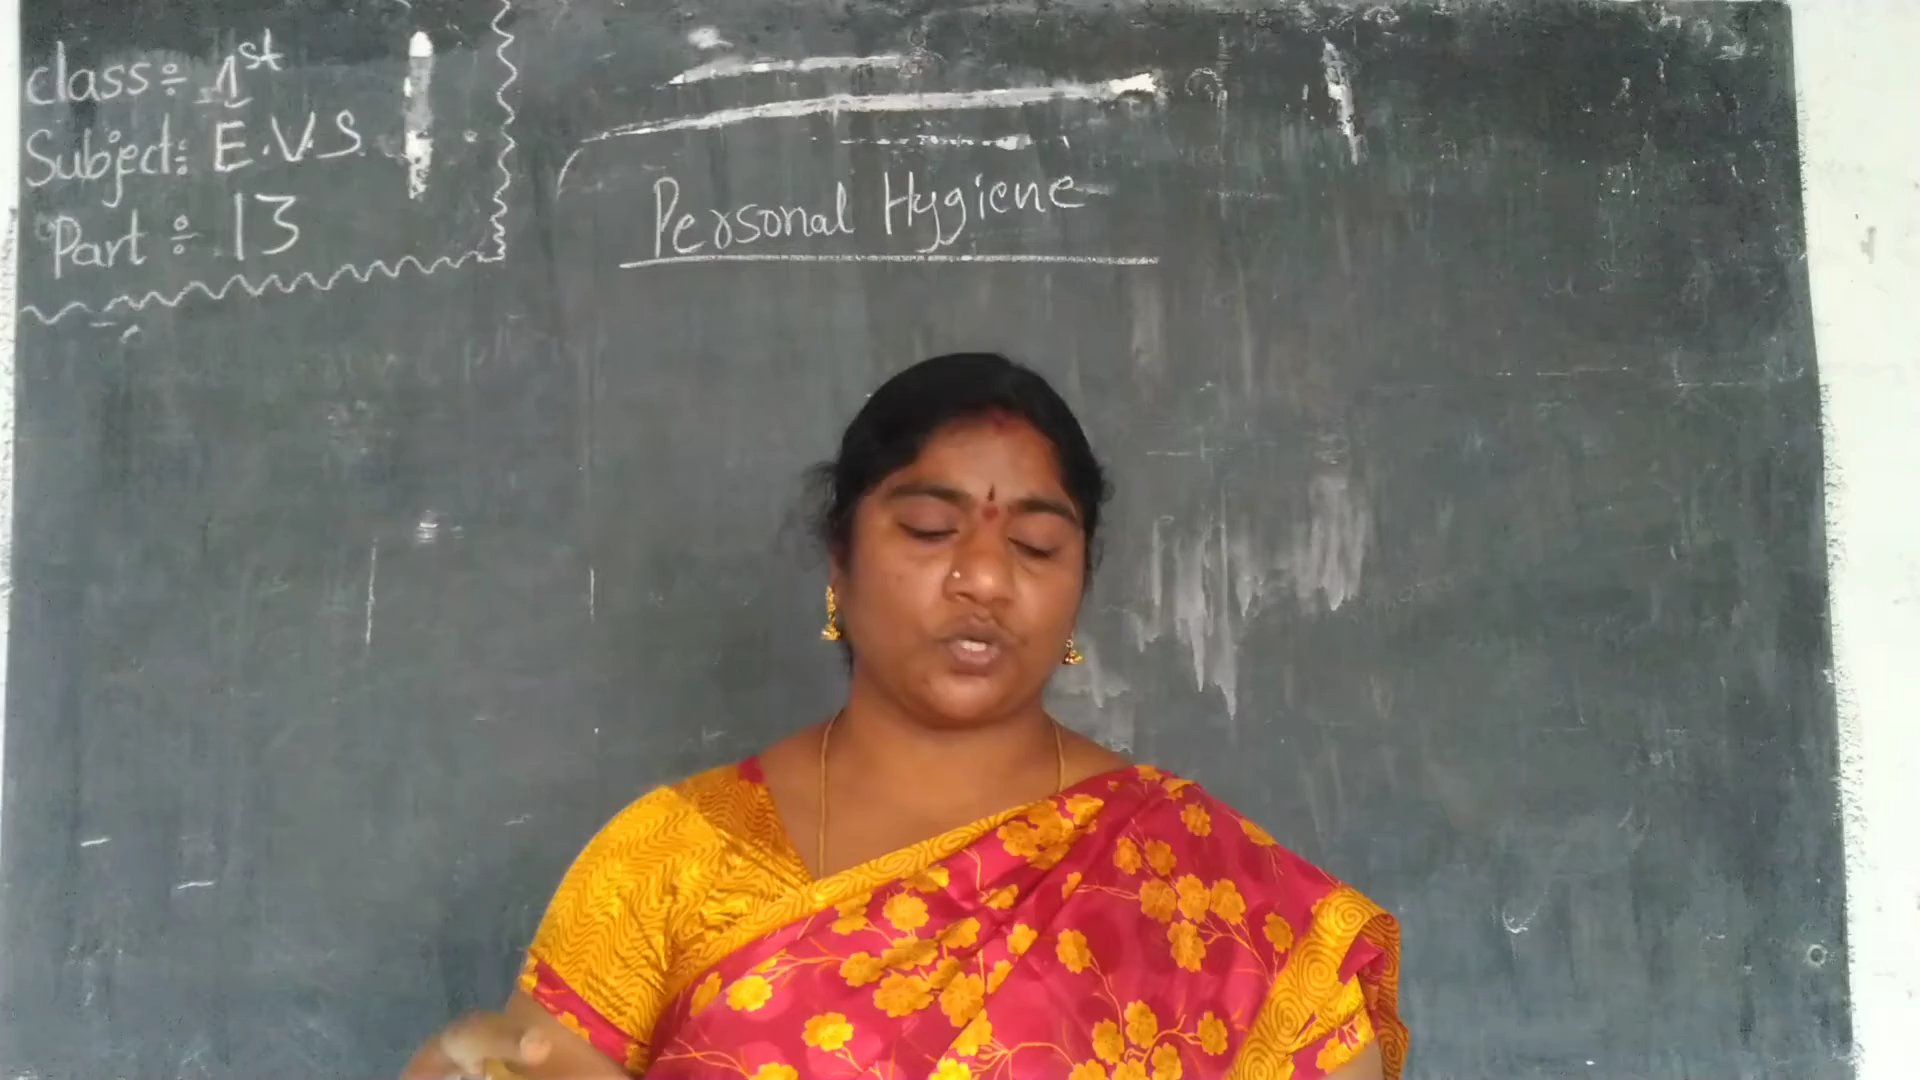 class÷ 1st
Subject: E.V.S.
Part ÷ 13
Personal Hygiene